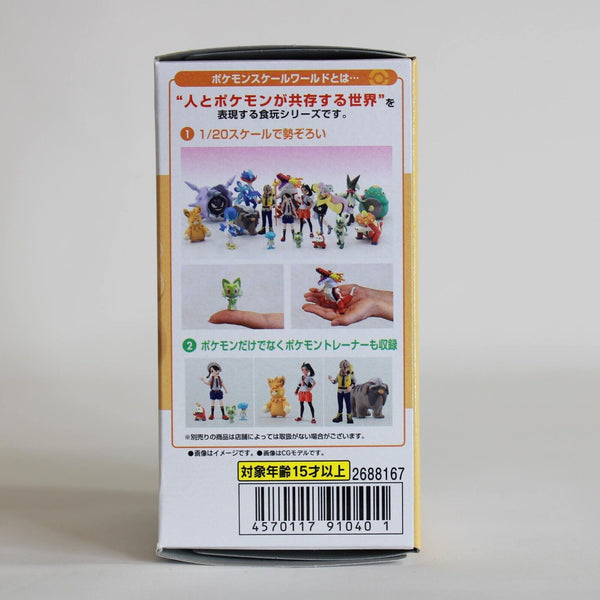 ポケモンスケールワールドとは…
“人とポケモンが共存する世界”を
表現する食玩シリーズです。
1 1/20スケールで勢ぞろい
2 ポケモンだけでなくポケモントレーナーも収録
※別売りの商品は店舗によっては取扱がない場合がございます。
●画像はイメージです。 ●画像はCGモデルです。
対象年齢15才以上 2688167
4570117 91040 1